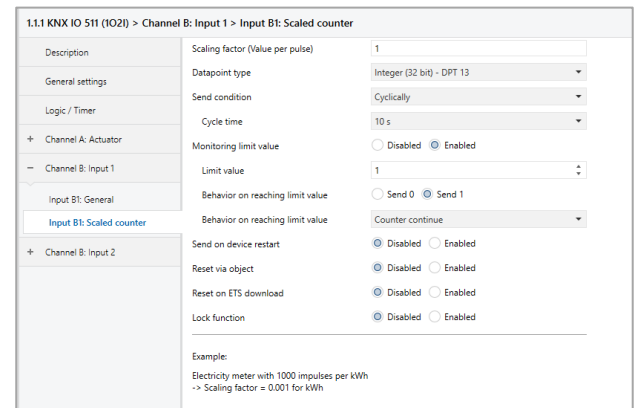 1.1.1 KNX IO 511 (1O2I) > Channel B: Input 1 > Input B1: Scaled counter
Description
General settings
Logic / Timer
+ Channel A: Actuator
− Channel B: Input 1
Input B1: General
Input B1: Scaled counter
+ Channel B: Input 2
Scaling factor (Value per pulse) 1
Datapoint type Integer (32 bit) - DPT 13
Send condition Cyclically
Cycle time 10 s
Monitoring limit value Disabled Enabled
Limit value 1
Behavior on reaching limit value Send 0 Send 1
Behavior on reaching limit value Counter continue
Send on device restart Disabled Enabled
Reset via object Disabled Enabled
Reset on ETS download Disabled Enabled
Lock function Disabled Enabled
Example:
Electricity meter with 1000 impulses per kWh
-> Scaling factor = 0.001 for kWh